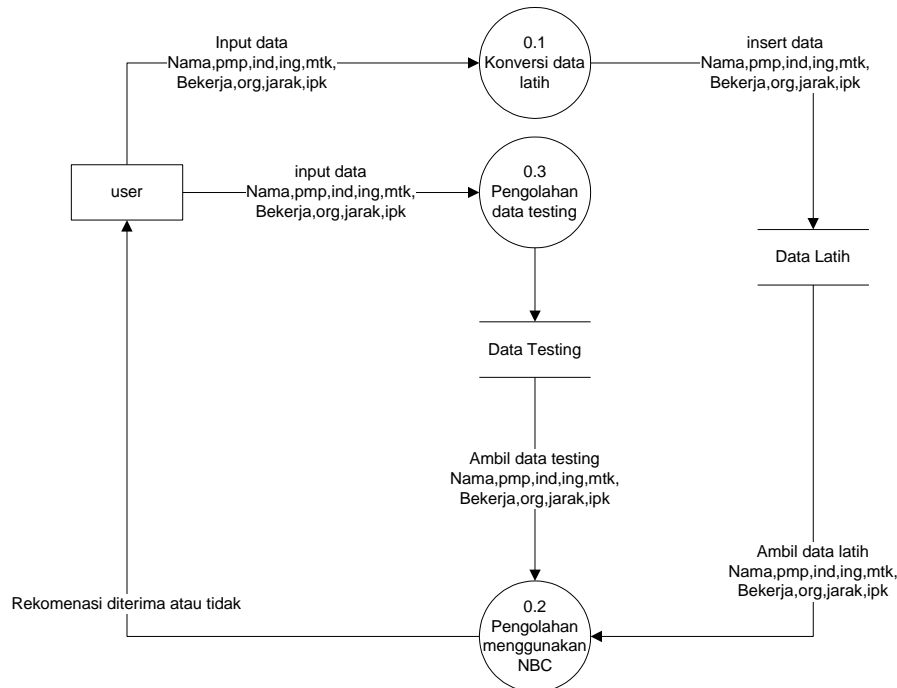 Input data
Nama,pmp,ind,ing,mtk,
Bekerja,org,jarak,ipk
0.1
Konversi data
latih
insert data
Nama,pmp,ind,ing,mtk,
Bekerja,org,jarak,ipk
user
input data
Nama,pmp,ind,ing,mtk,
Bekerja,org,jarak,ipk
0.3
Pengolahan
data testing
Data Latih
Data Testing
Ambil data testing
Nama,pmp,ind,ing,mtk,
Bekerja,org,jarak,ipk
Ambil data latih
Nama,pmp,ind,ing,mtk,
Bekerja,org,jarak,ipk
Rekomenasi diterima atau tidak
0.2
Pengolahan
menggunakan
NBC